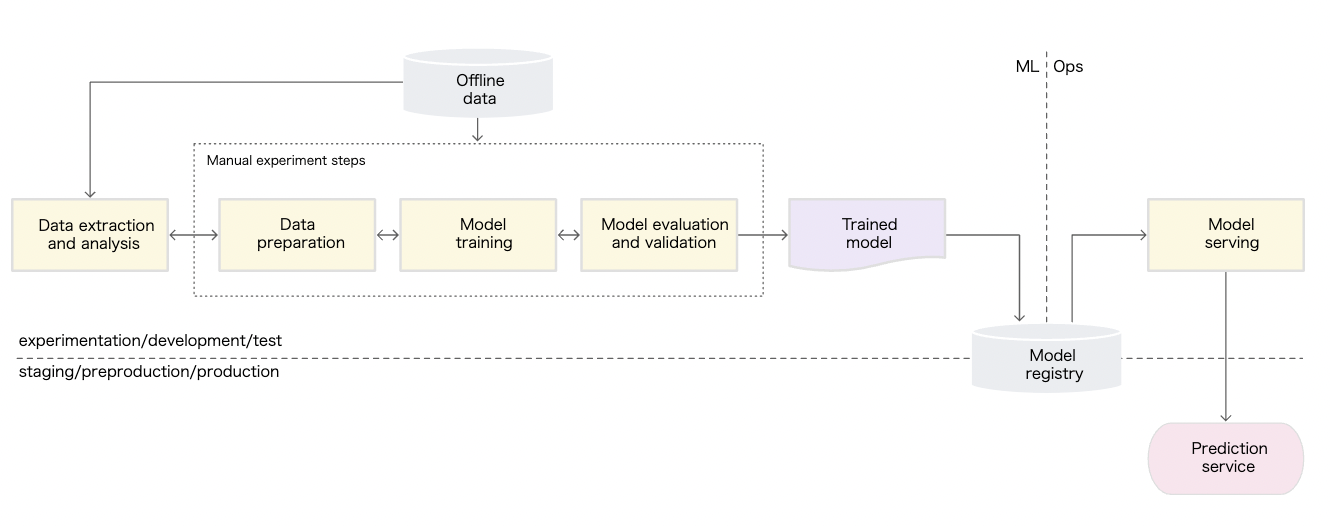 Offline
data
ML
Ops
Manual experiment steps
Data extraction
and analysis
Data
preparation
Model
training
Model evaluation
and validation
Trained
model
Model
serving
experimentation/development/test
staging/preproduction/production
Model
registry
Prediction
service